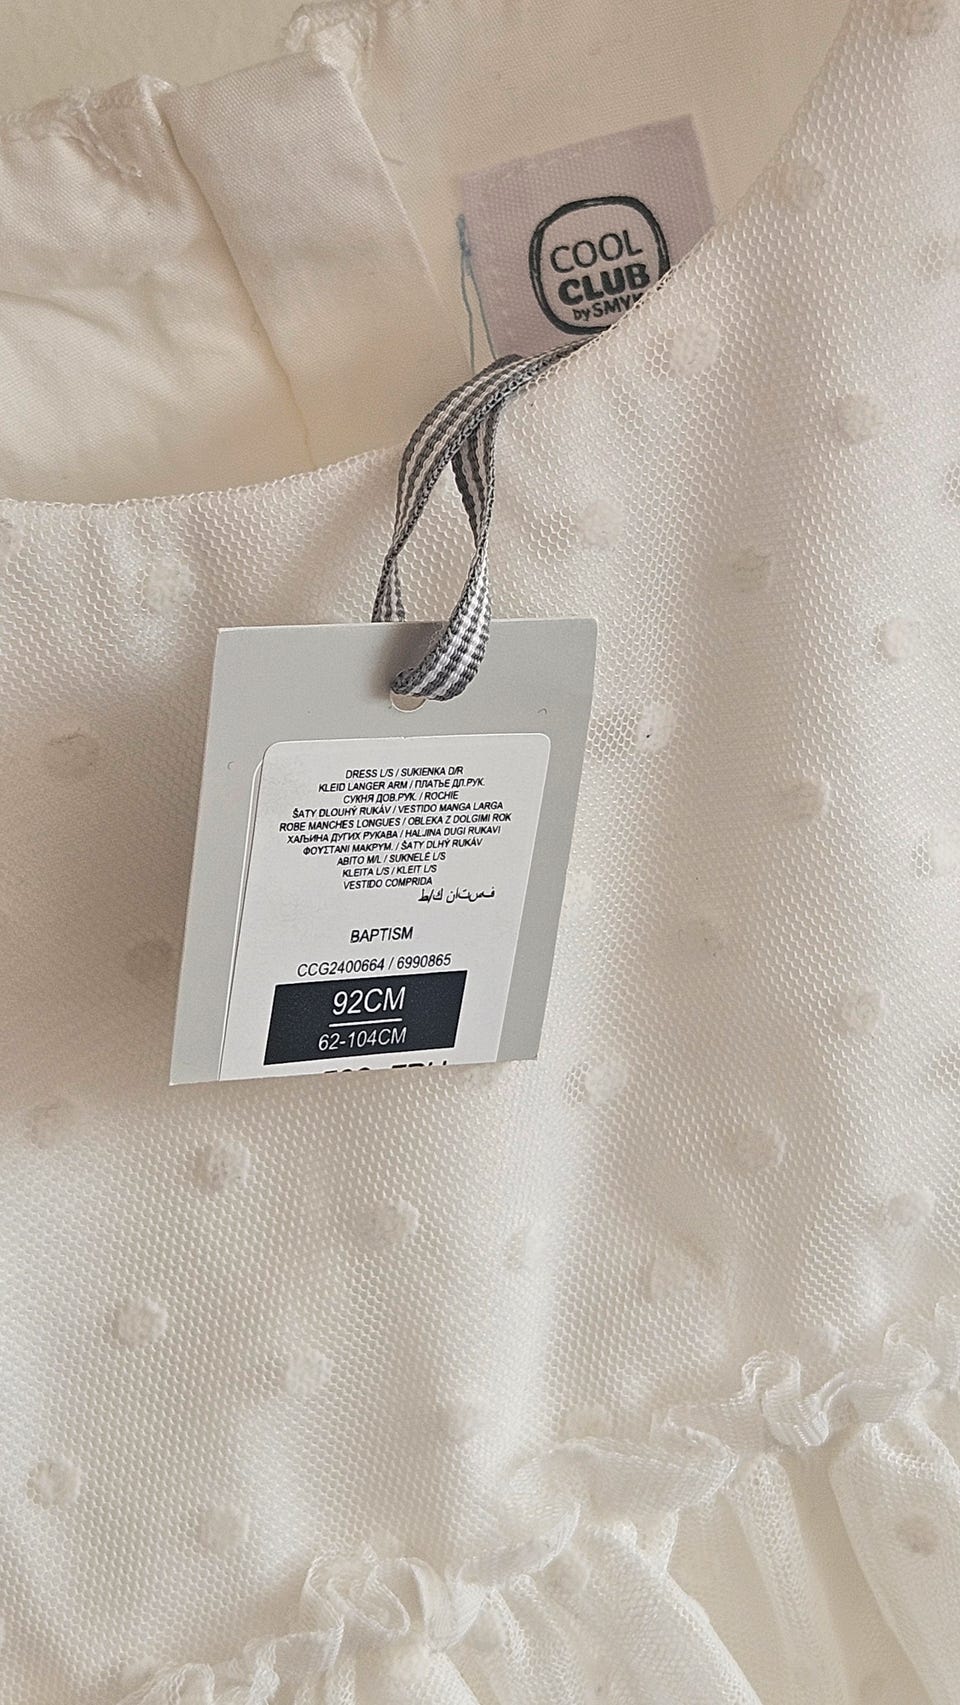 COOL
CLUB
by SMYK
DRESS L/S / SUKIENKA D/R
KLEID LANGER ARM / ПЛАТЬЕ ДЛ.РУК.
СУКНЯ ДОВ.РУК. / ROCHIE
ŠATY DLOUHÝ RUKÁV / VESTIDO MANGA LARGA
ROBE MANCHES LONGUES / OBLEKA Z DOLGIMI ROK
ХАЉИНА ДУГИХ РУКАВА / HALJINA DUGI RUKAVI
ΦΟΥΣΤΑΝΙ ΜΑΚΡΥΜ. / ŠATY DLHÝ RUKÁV
ABITO M/L / SUKNELĖ L/S
KLEITA L/S / KLEIT L/S
VESTIDO COMPRIDA
فستان ك/ط
BAPTISM
CCG2400664 / 6990865
92CM
62-104CM